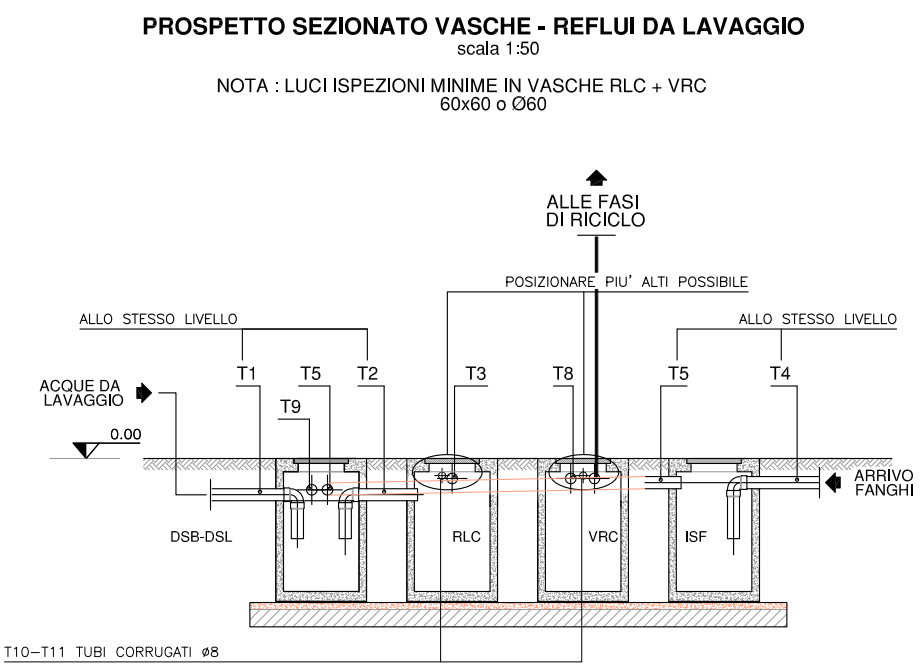 PROSPETTO SEZIONATO VASCHE - REFLUI DA LAVAGGIO
scala 1:50
NOTA : LUCI ISPEZIONI MINIME IN VASCHE RLC + VRC
60x60 o Ø60
ALLE FASI
DI RICICLO
POSIZIONARE PIU' ALTI POSSIBILE
ALLO STESSO LIVELLO
ALLO STESSO LIVELLO
T1
T5
T2
T3
T8
T5
T4
ACQUE DA
LAVAGGIO
T9
0.00
ARRIVO
FANGHI
DSB-DSL
RLC
VRC
ISF
T10-T11 TUBI CORRUGATI ø8